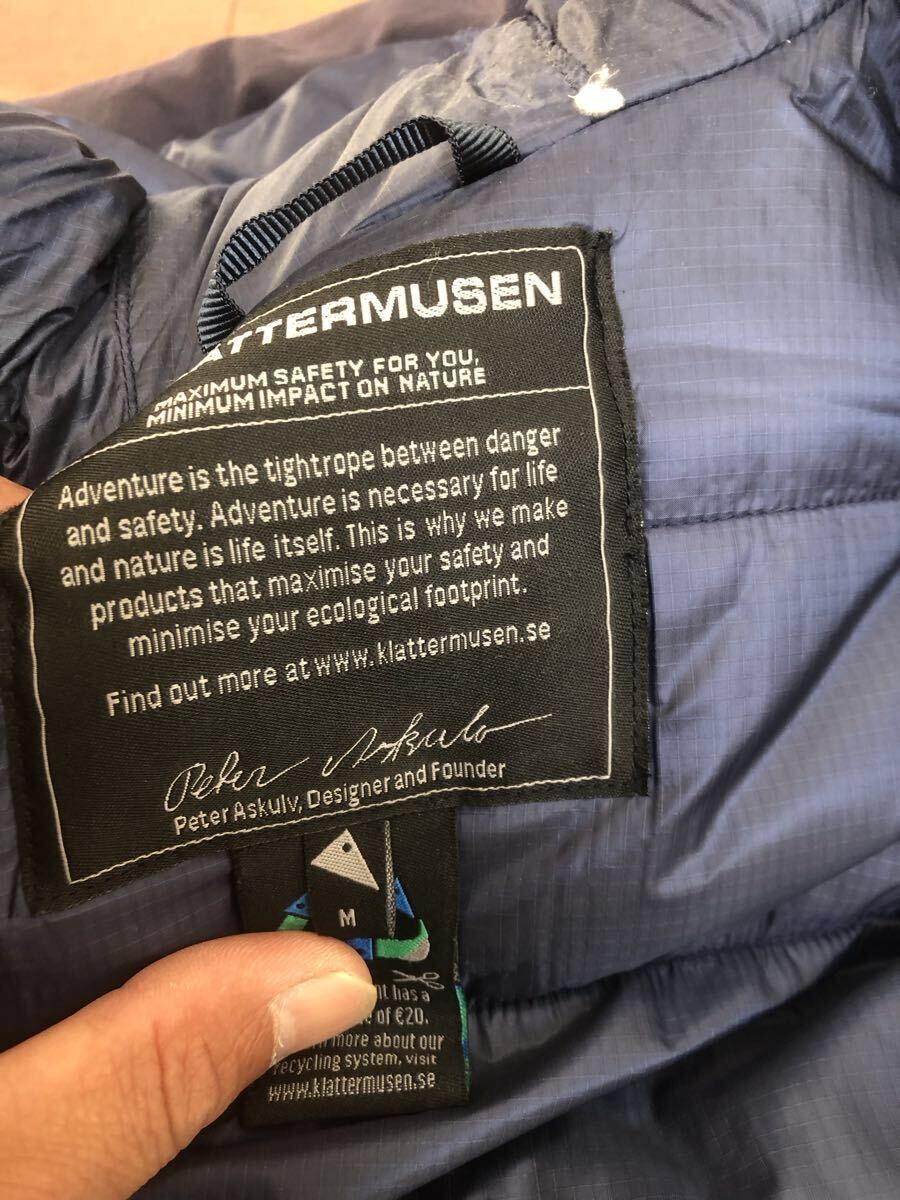 ATTERMUSEN
MAXIMUM SAFETY FOR YOU,
MINIMUM IMPACT ON NATURE
Adventure is the tightrope between danger
and safety. Adventure is necessary for life
and nature is life itself. This is why we make
products that maximise your safety and
minimise your ecological footprint.
Find out more at www.klattermusen.se
Peter Askulv
Peter Askulv, Designer and Founder
M
has a
of €20.
more about our
recycling system, visit
www.klattermusen.se